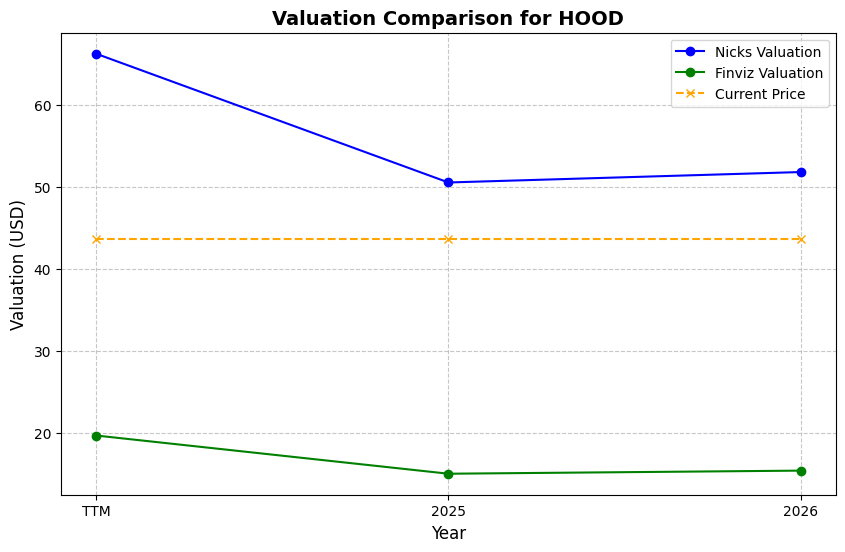 Valuation Comparison for HOOD
Nicks Valuation
Finviz Valuation
Current Price
Valuation (USD)
60
50
40
30
20
TTM
2025
2026
Year